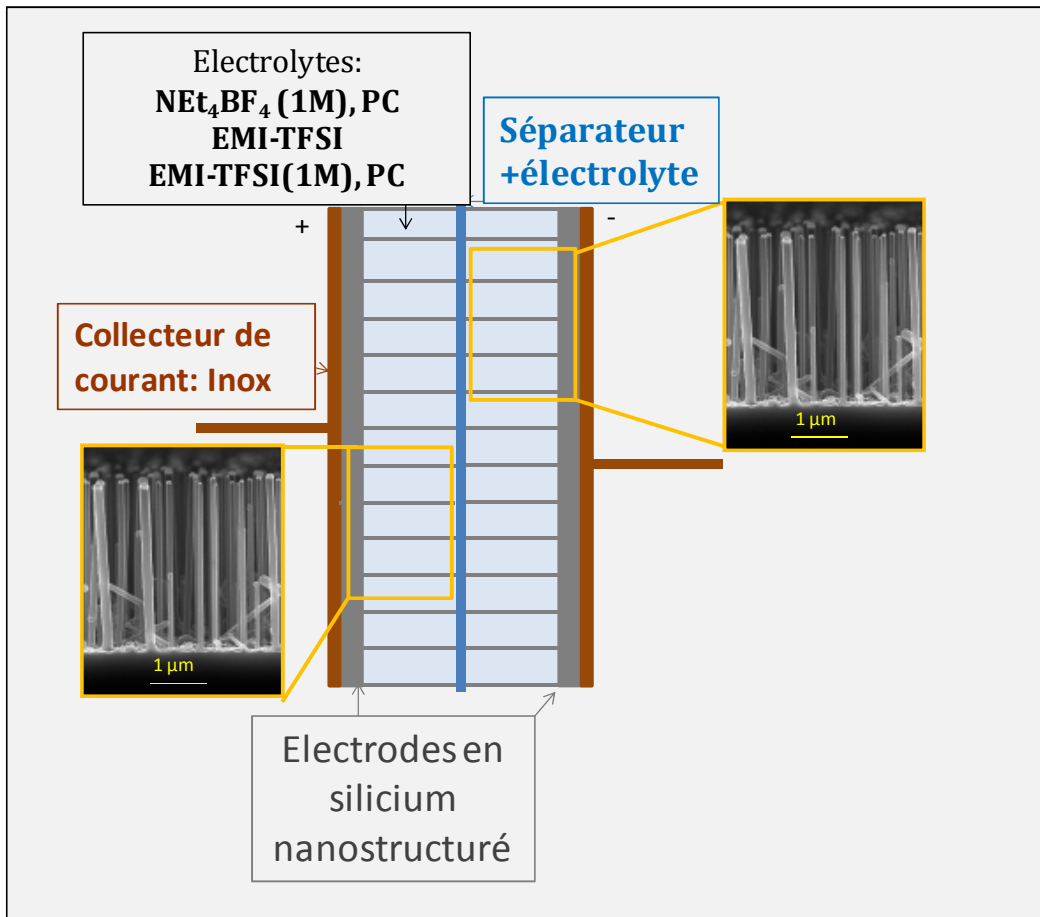 Electrolytes:
NEt₄BF₄ (1M), PC
EMI-TFSI
EMI-TFSI(1M), PC
Séparateur
+électrolyte
+
-
Collecteur de
courant: Inox
1 µm
1 µm
Electrodes en
silicium
nanostructuré